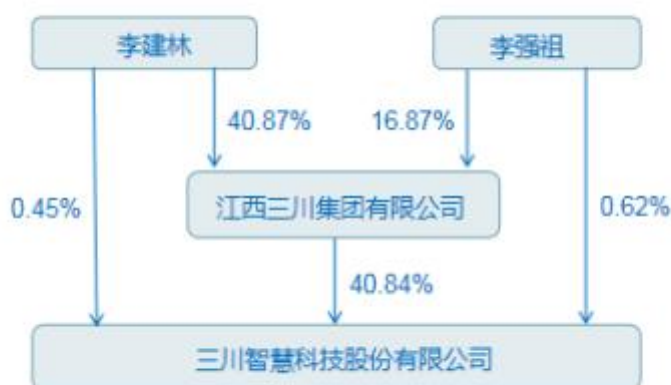 李建林
李强祖
40.87%
16.87%
0.45%
江西三川集团有限公司
0.62%
40.84%
三川智慧科技股份有限公司